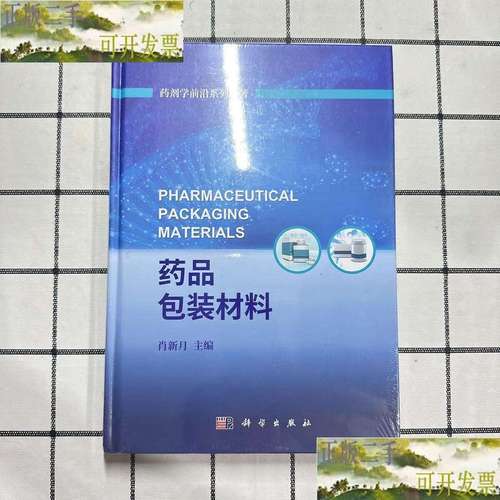 正版二手
可开发票
药剂学前沿系列
PHARMACEUTICAL
PACKAGING
MATERIALS
药品
包装材料
肖新月 主编
科学出版社
正版二手
可开发票